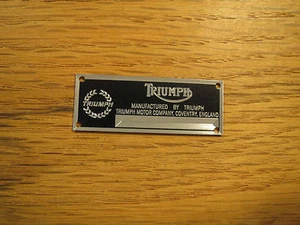 TRIUMPH
TRIUMPH
MANUFACTURED BY TRIUMPH
TRIUMPH MOTOR COMPANY, COVENTRY, ENGLAND